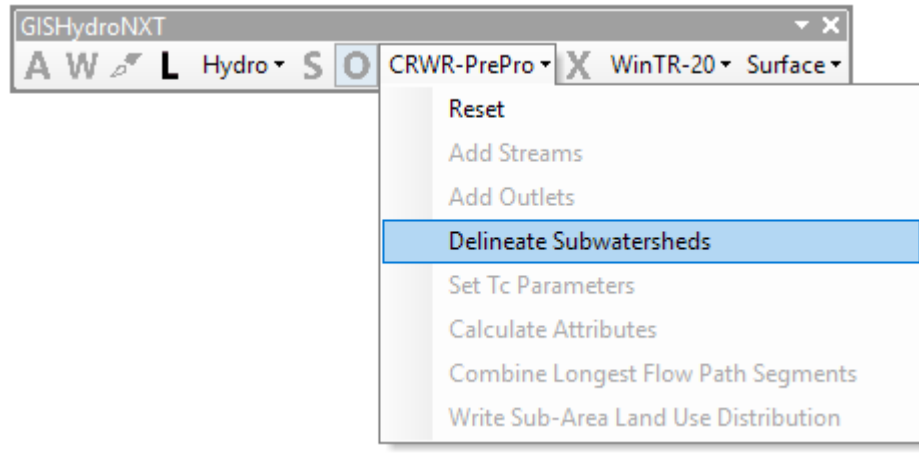 GISHydroNXT
A W L Hydro S O CRWR-PrePro X WinTR-20 Surface
Reset
Add Streams
Add Outlets
Delineate Subwatersheds
Set Tc Parameters
Calculate Attributes
Combine Longest Flow Path Segments
Write Sub-Area Land Use Distribution